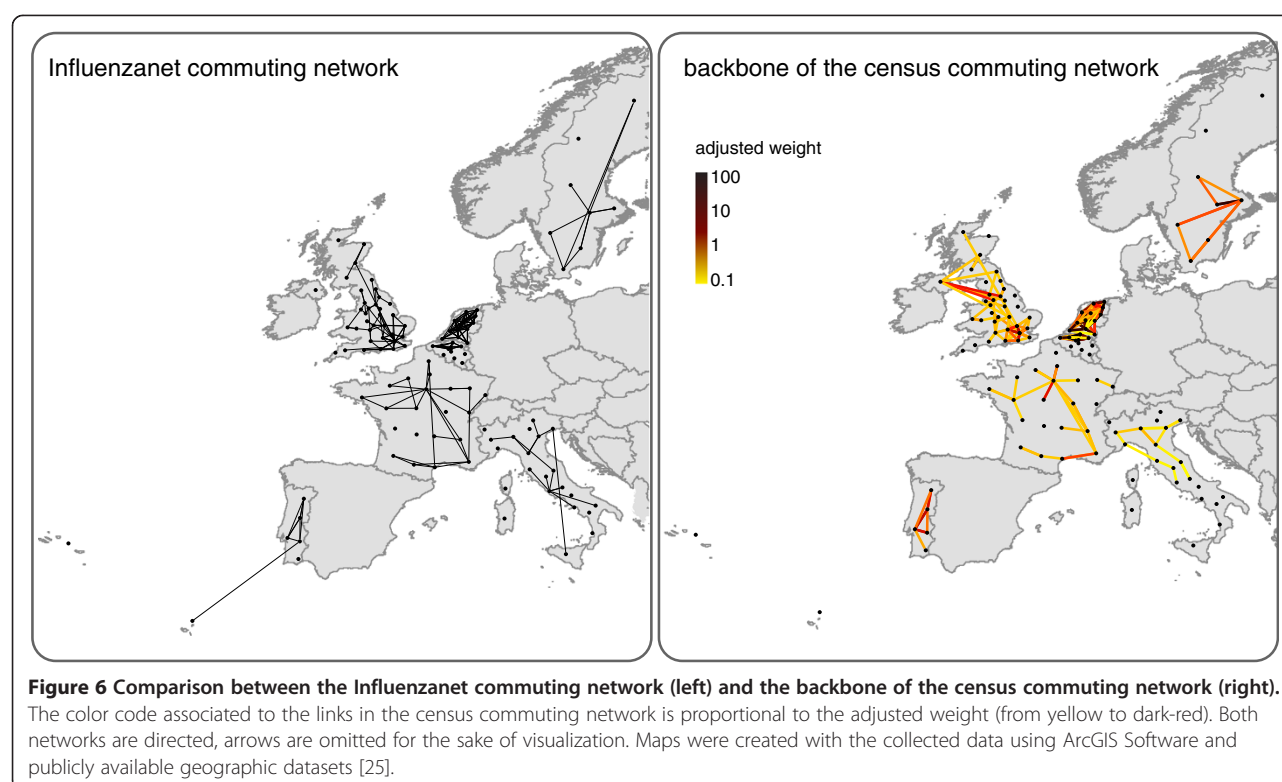 Influenzanet commuting network
backbone of the census commuting network
adjusted weight
100
10
1
0.1
Figure 6 Comparison between the Influenzanet commuting network (left) and the backbone of the census commuting network (right).
The color code associated to the links in the census commuting network is proportional to the adjusted weight (from yellow to dark-red). Both
networks are directed, arrows are omitted for the sake of visualization. Maps were created with the collected data using ArcGIS Software and
publicly available geographic datasets [25].